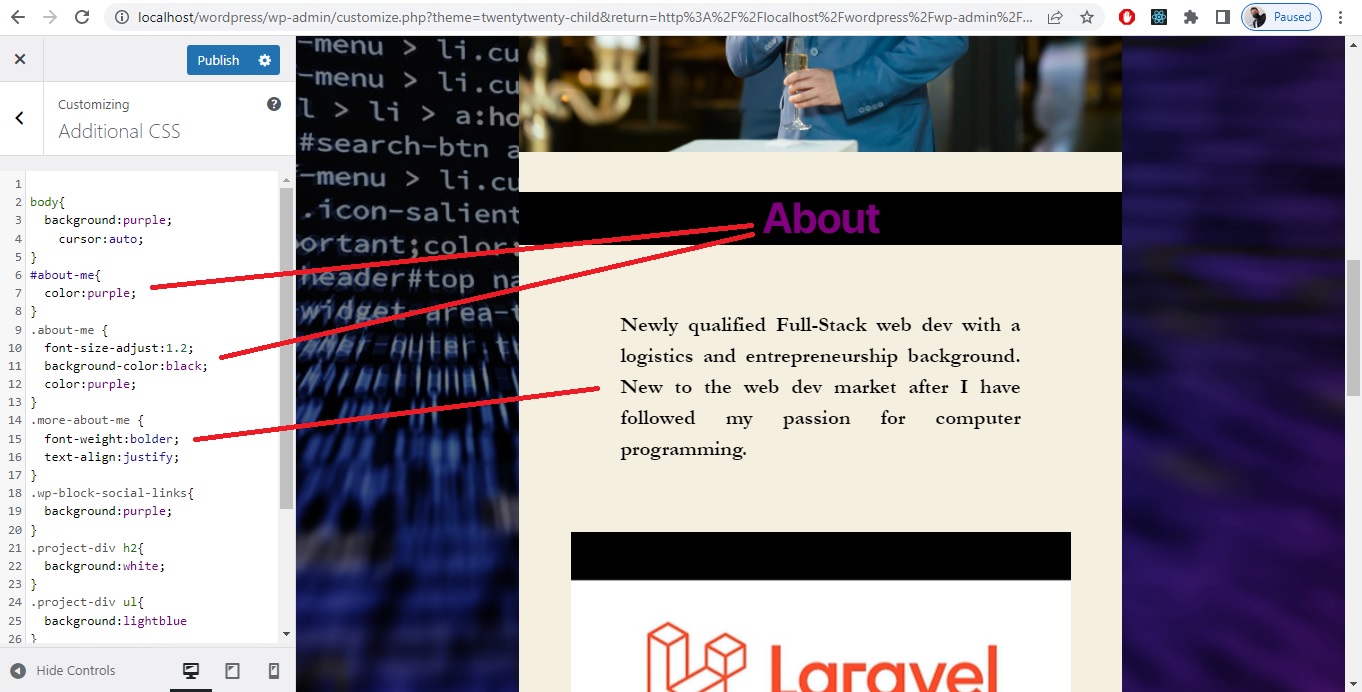 localhost/wordpress/wp-admin/customize.php?theme=twentytwenty-child&return=http%3A%2F%2Flocalhost%2Fwordpress%2Fwp-admin%2F...
Paused
Publish
Customizing
Additional CSS
1
2 body{
3 background:purple;
4 cursor:auto;
5 }
6 #about-me{
7 color:purple;
8 }
9 .about-me {
10 font-size-adjust:1.2;
11 background-color:black;
12 color:purple;
13 }
14 .more-about-me {
15 font-weight:bolder;
16 text-align:justify;
17 }
18 .wp-block-social-links{
19 background:purple;
20 }
21 .project-div h2{
22 background:white;
23 }
24 .project-div ul{
25 background:lightblue
26 }
Hide Controls
-menu > li.cu
-menu > li.cu
l > li > a:ho
#search-btn a
-menu > li.cu
.icon-salient
ortant;color:
header#top na
-widget-area-t
About
Newly qualified Full-Stack web dev with a
logistics and entrepreneurship background.
New to the web dev market after I have
followed my passion for computer
programming.
Laravel